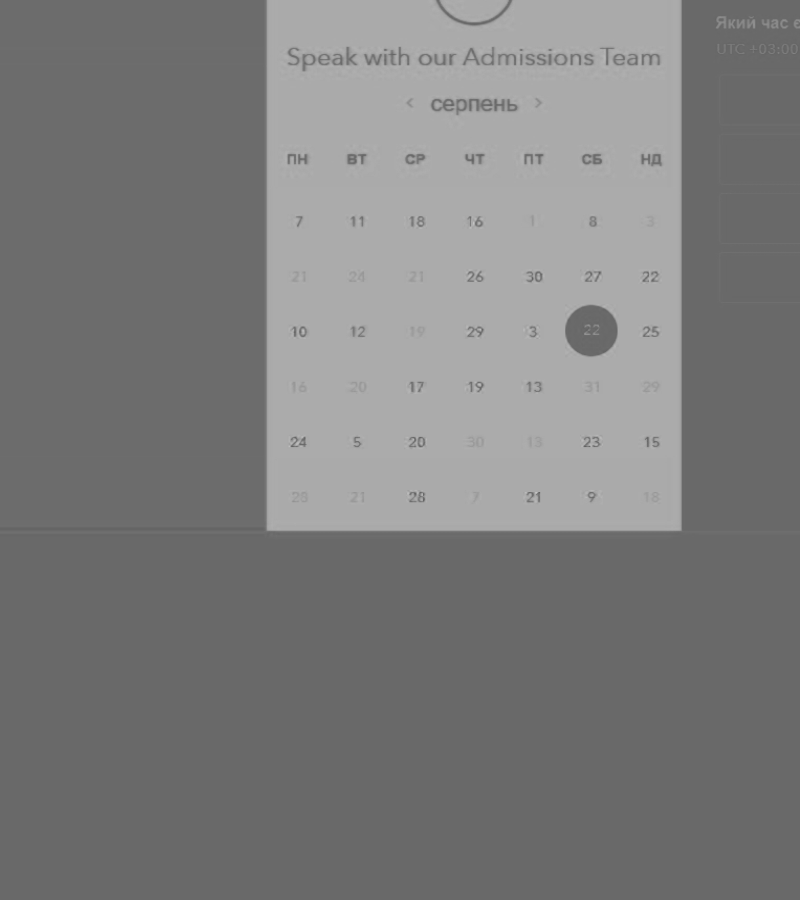 Який час є
Speak with our Admissions Team
UTC +03:00
< серпень >
ПН ВТ СР ЧТ ПТ СБ НД
7 11 18 16 1 8 3
21 24 21 26 30 27 22
10 12 19 29 3 22 25
16 20 17 19 13 31 29
24 5 20 30 13 23 15
28 21 28 7 21 9 18